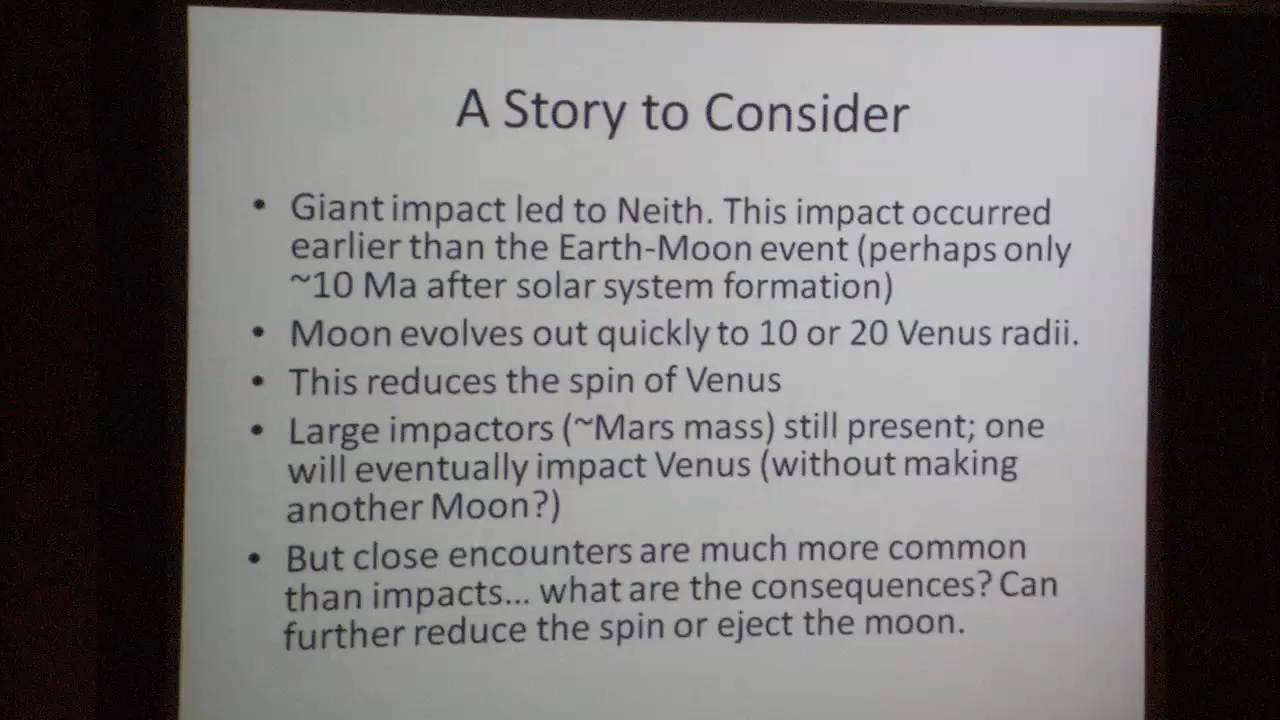 A Story to Consider
• Giant impact led to Neith. This impact occurred
earlier than the Earth-Moon event (perhaps only
~10 Ma after solar system formation)
• Moon evolves out quickly to 10 or 20 Venus radii.
• This reduces the spin of Venus
• Large impactors (~Mars mass) still present; one
will eventually impact Venus (without making
another Moon?)
• But close encounters are much more common
than impacts... what are the consequences? Can
further reduce the spin or eject the moon.